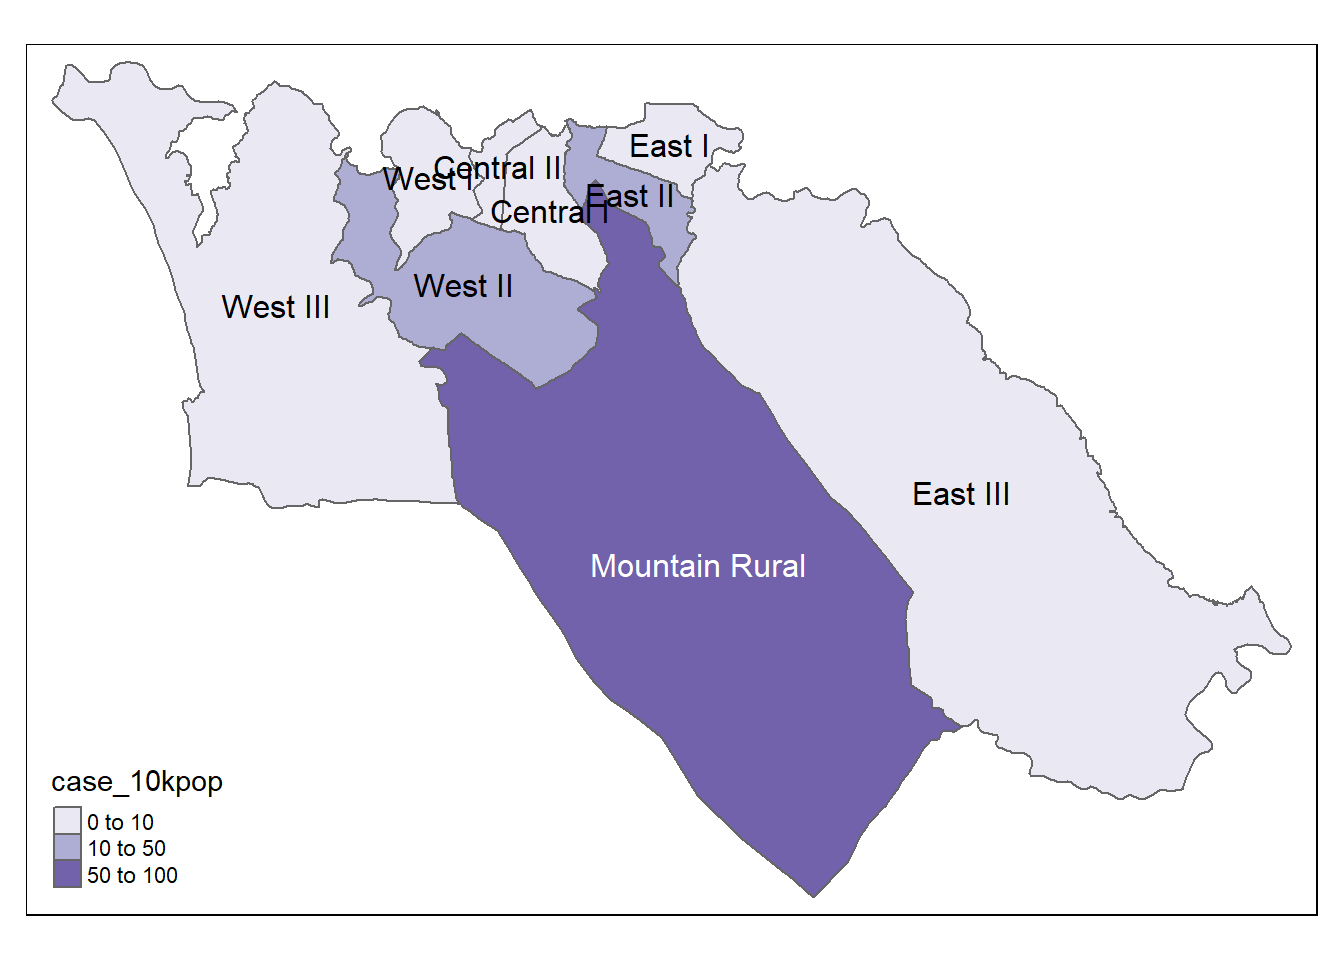 East I
Central II
West I
East II
Central I
West II
West III
East III
Mountain Rural
case_10kpop
0 to 10
10 to 50
50 to 100